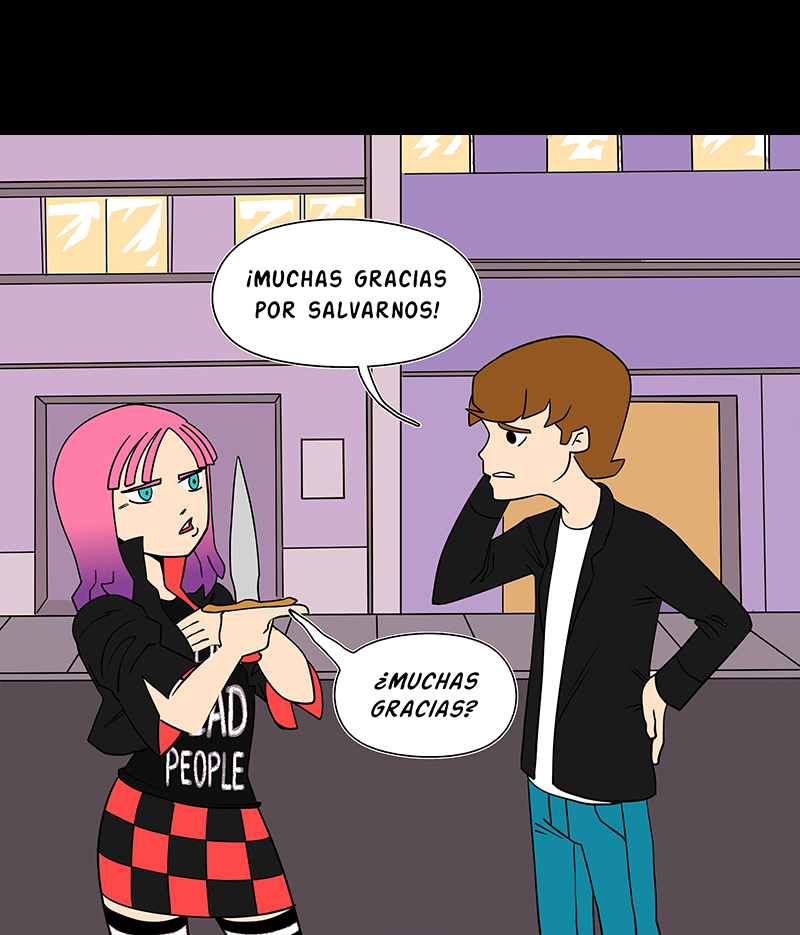 ¡MUCHAS GRACIAS
POR SALVARNOS!
¿MUCHAS
GRACIAS?
PEOPLE